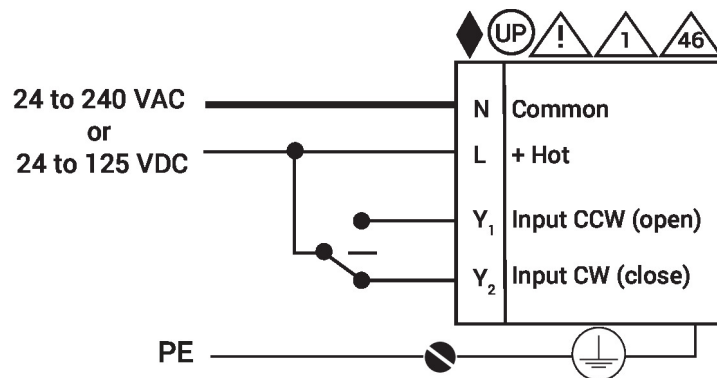 UP ! 1 46
24 to 240 VAC
or
24 to 125 VDC
N Common
L + Hot
Y₁ Input CCW (open)
Y₂ Input CW (close)
PE